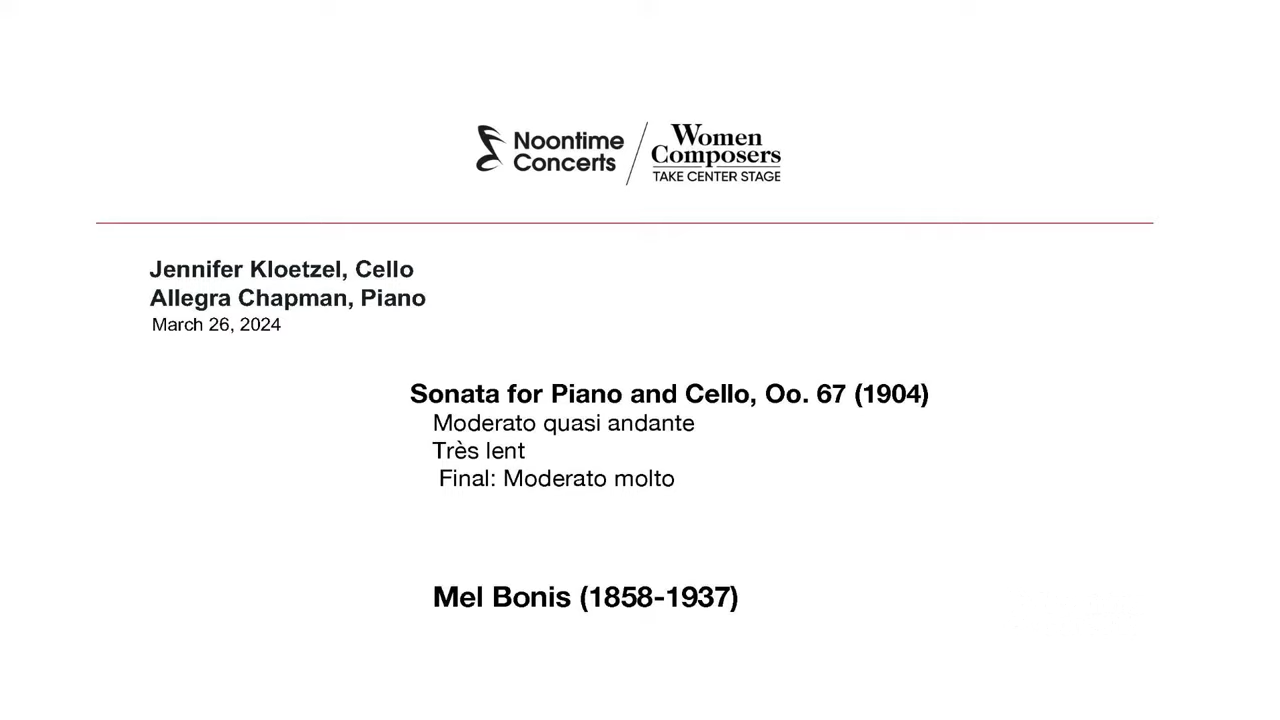 Noontime
Concerts
Women
Composers
TAKE CENTER STAGE
Jennifer Kloetzel, Cello
Allegra Chapman, Piano
March 26, 2024
Sonata for Piano and Cello, Oo. 67 (1904)
Moderato quasi andante
Très lent
Final: Moderato molto
Mel Bonis (1858-1937)